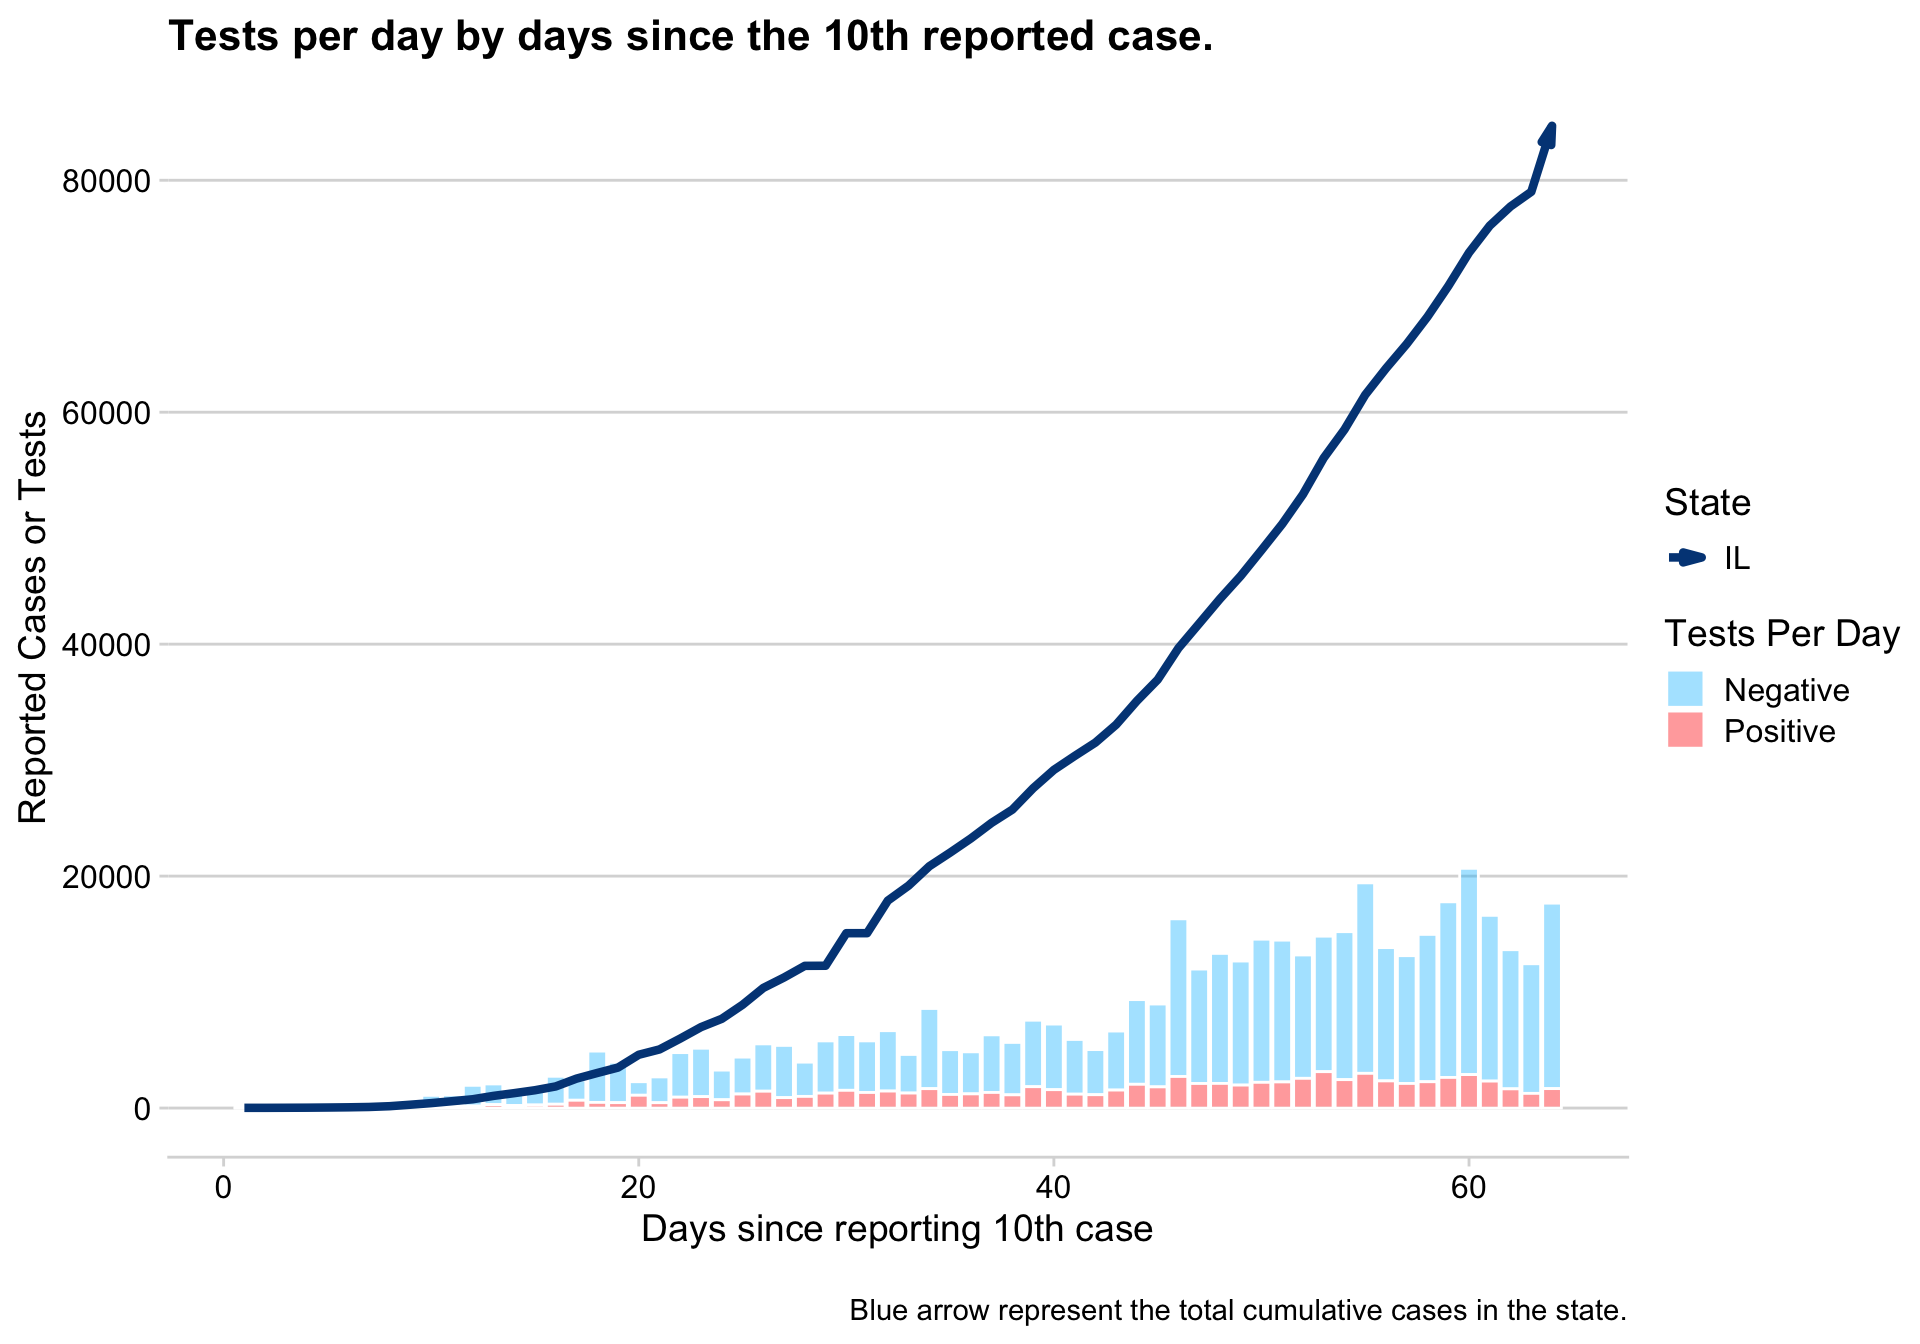 Tests per day by days since the 10th reported case.
Reported Cases or Tests
80000
60000
40000
20000
0
0 20 40 60
Days since reporting 10th case
State
IL
Tests Per Day
Negative
Positive
Blue arrow represent the total cumulative cases in the state.